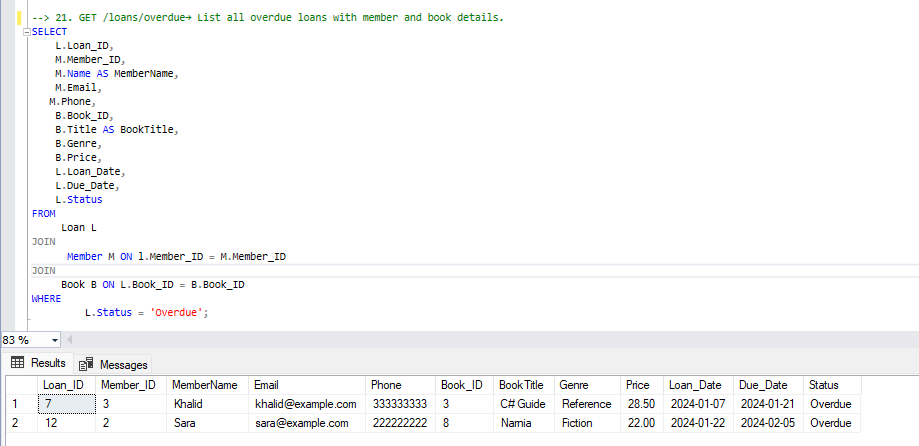 --> 21. GET /loans/overdue→ List all overdue loans with member and book details.
SELECT
L.Loan_ID,
M.Member_ID,
M.Name AS MemberName,
M.Email,
M.Phone,
B.Book_ID,
B.Title AS BookTitle,
B.Genre,
B.Price,
L.Loan_Date,
L.Due_Date,
L.Status
FROM
Loan L
JOIN
Member M ON l.Member_ID = M.Member_ID
JOIN
Book B ON L.Book_ID = B.Book_ID
WHERE
L.Status = 'Overdue';
83 %
Results Messages
Loan_ID Member_ID MemberName Email Phone Book_ID BookTitle Genre Price Loan_Date Due_Date Status
1 7 3 Khalid khalid@example.com 333333333 3 C# Guide Reference 28.50 2024-01-07 2024-01-21 Overdue
2 12 2 Sara sara@example.com 222222222 8 Narnia Fiction 22.00 2024-01-22 2024-02-05 Overdue